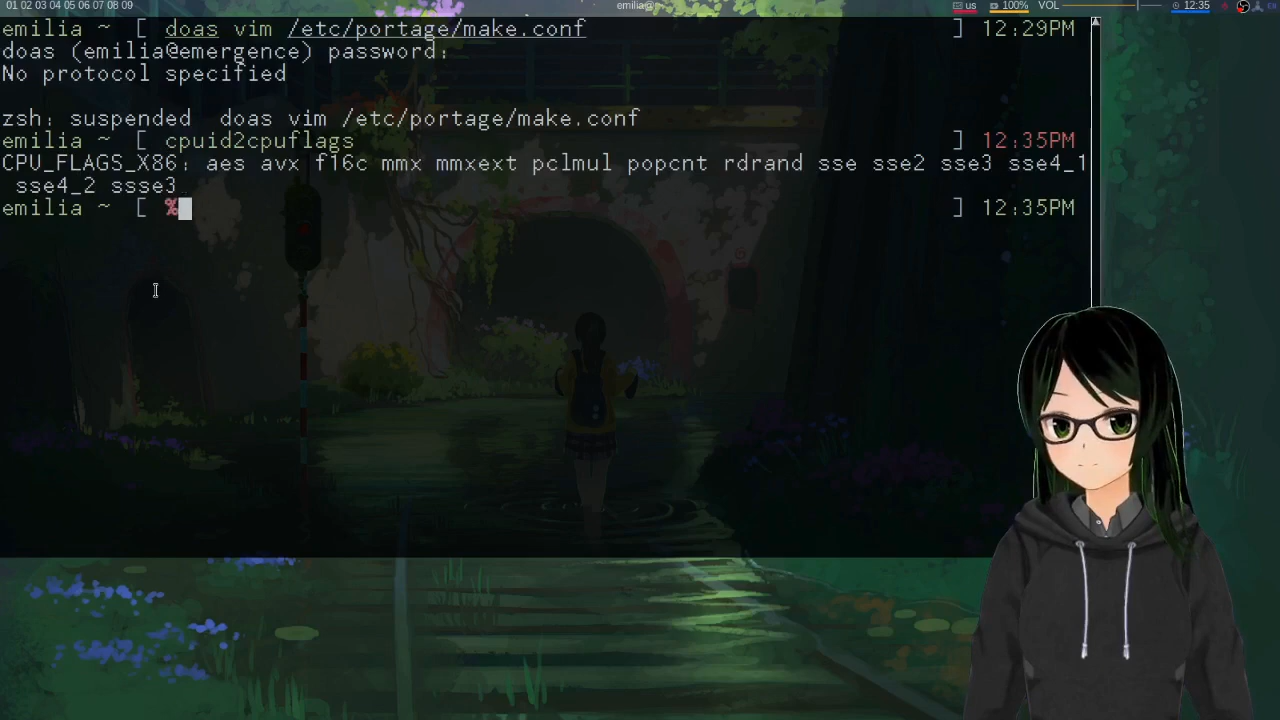 01 02 03 04 05 06 07 08 09 emilia@ us 100% VOL 12:35 EN
emilia ~ [ doas vim /etc/portage/make.conf ] 12:29PM
doas (emilia@emergence) password:
No protocol specified
zsh: suspended doas vim /etc/portage/make.conf
emilia ~ [ cpuid2cpuflags ] 12:35PM
CPU_FLAGS_X86: aes avx f16c mmx mmxext pclmul popcnt rdrand sse sse2 sse3 sse4_1
sse4_2 ssse3
emilia ~ [ % ] 12:35PM